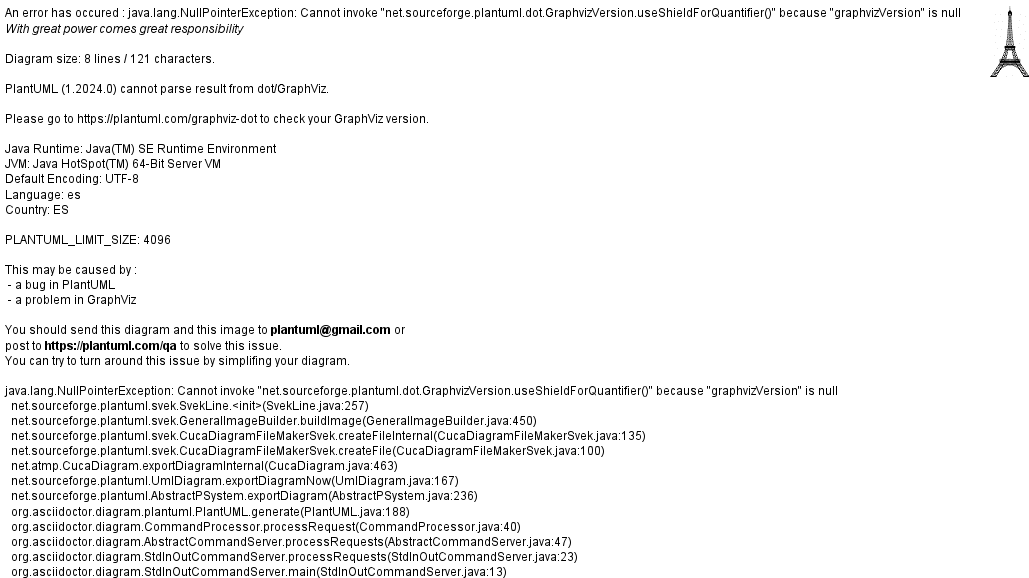 An error has occured : java.lang.NullPointerException: Cannot invoke "net.sourceforge.plantuml.dot.GraphvizVersion.useShieldForQuantifier()" because "graphvizVersion" is null
With great power comes great responsibility
Diagram size: 8 lines / 121 characters.
PlantUML (1.2024.0) cannot parse result from dot/GraphViz.
Please go to https://plantuml.com/graphviz-dot to check your GraphViz version.
Java Runtime: Java(TM) SE Runtime Environment
JVM: Java HotSpot(TM) 64-Bit Server VM
Default Encoding: UTF-8
Language: es
Country: ES
PLANTUML_LIMIT_SIZE: 4096
This may be caused by :
- a bug in PlantUML
- a problem in GraphViz
You should send this diagram and this image to plantuml@gmail.com or
post to https://plantuml.com/qa to solve this issue.
You can try to turn around this issue by simplifing your diagram.
java.lang.NullPointerException: Cannot invoke "net.sourceforge.plantuml.dot.GraphvizVersion.useShieldForQuantifier()" because "graphvizVersion" is null
net.sourceforge.plantuml.svek.SvekLine.<init>(SvekLine.java:257)
net.sourceforge.plantuml.svek.GeneralImageBuilder.buildImage(GeneralImageBuilder.java:450)
net.sourceforge.plantuml.svek.CucaDiagramFileMakerSvek.createFileInternal(CucaDiagramFileMakerSvek.java:135)
net.sourceforge.plantuml.svek.CucaDiagramFileMakerSvek.createFile(CucaDiagramFileMakerSvek.java:100)
net.atmp.CucaDiagram.exportDiagramInternal(CucaDiagram.java:463)
net.sourceforge.plantuml.UmlDiagram.exportDiagramNow(UmlDiagram.java:167)
net.sourceforge.plantuml.AbstractPSystem.exportDiagram(AbstractPSystem.java:236)
org.asciidoctor.diagram.plantuml.PlantUML.generate(PlantUML.java:188)
org.asciidoctor.diagram.CommandProcessor.processRequest(CommandProcessor.java:40)
org.asciidoctor.diagram.AbstractCommandServer.processRequests(AbstractCommandServer.java:47)
org.asciidoctor.diagram.StdInOutCommandServer.processRequests(StdInOutCommandServer.java:23)
org.asciidoctor.diagram.StdInOutCommandServer.main(StdInOutCommandServer.java:13)